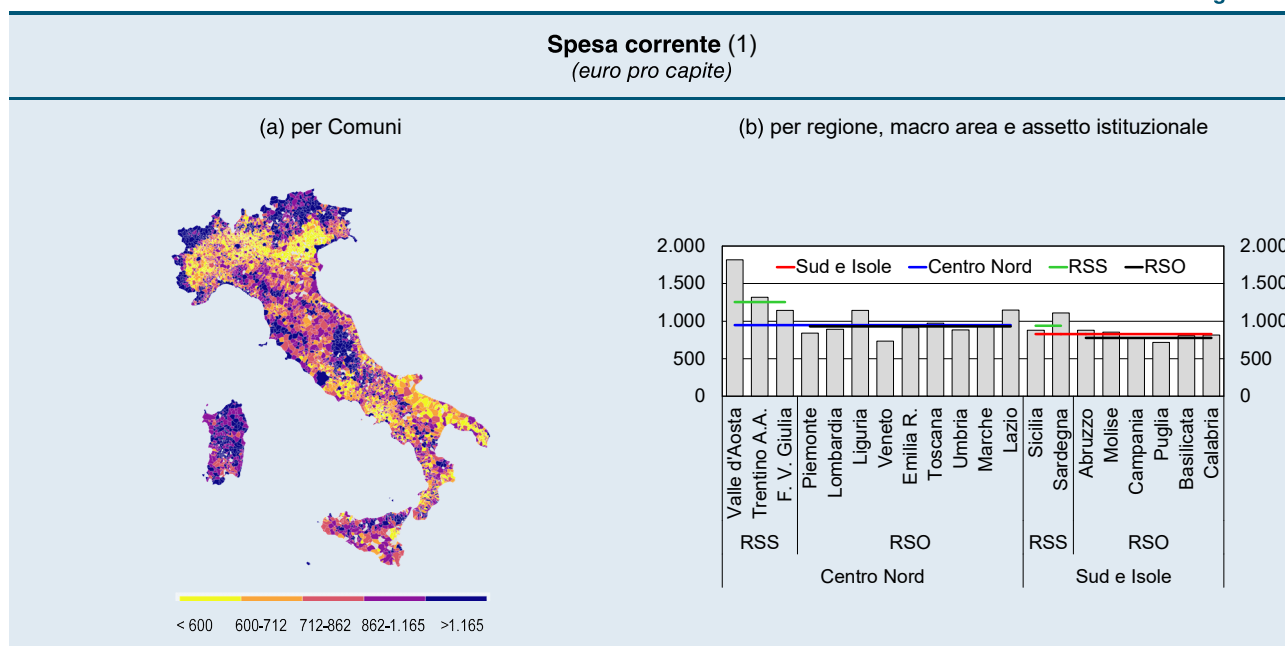 Spesa corrente (1)
(euro pro capite)
(a) per Comuni
(b) per regione, macro area e assetto istituzionale
< 600 600-712 712-862 862-1.165 >1.165
2.000 2.000
1.500 1.500
1.000 1.000
500 500
0 0
Sud e Isole Centro Nord RSS RSO
Valle d'Aosta
Trentino A.A.
F. V. Giulia
Piemonte
Lombardia
Liguria
Veneto
Emilia R.
Toscana
Umbria
Marche
Lazio
Sicilia
Sardegna
Abruzzo
Molise
Campania
Puglia
Basilicata
Calabria
RSS RSO RSS RSO
Centro Nord Sud e Isole